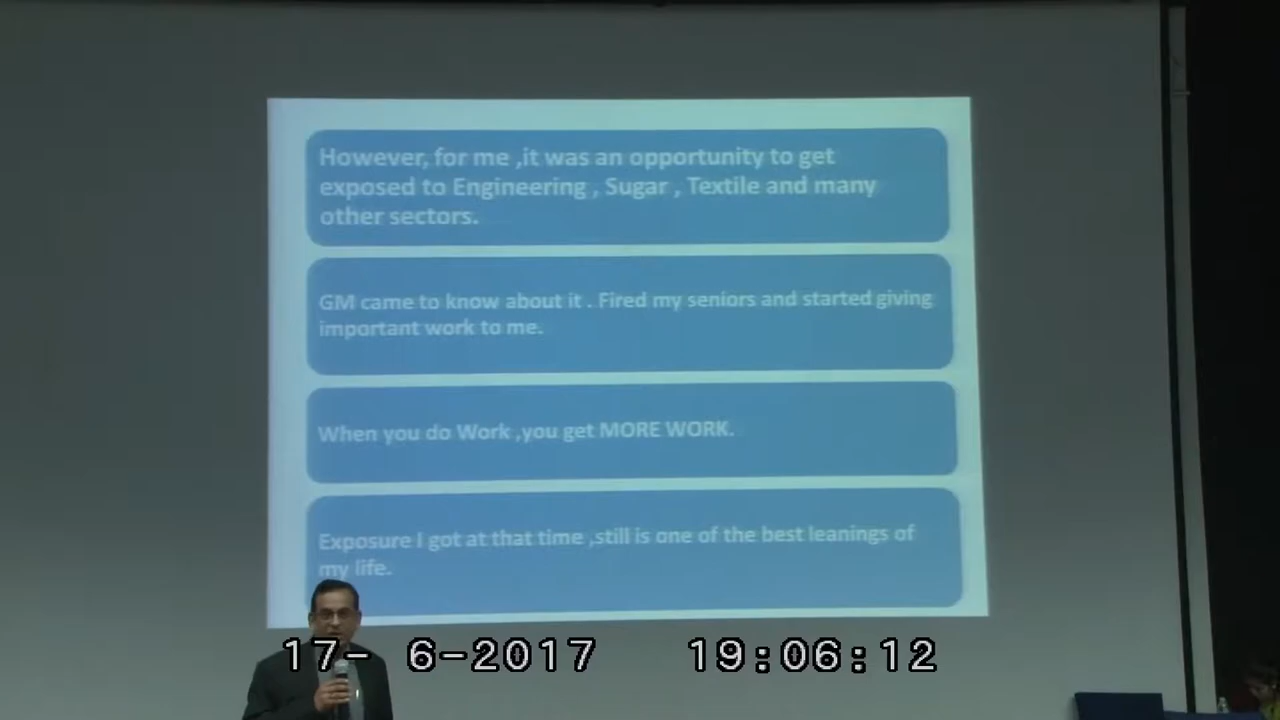 However, for me ,it was an opportunity to get
exposed to Engineering , Sugar , Textile and many
other sectors.
GM came to know about it . Fired my seniors and started giving
important work to me.
When you do Work ,you get MORE WORK.
Exposure I got at that time ,still is one of the best leanings of
my life.
17- 6-2017 19:06:12